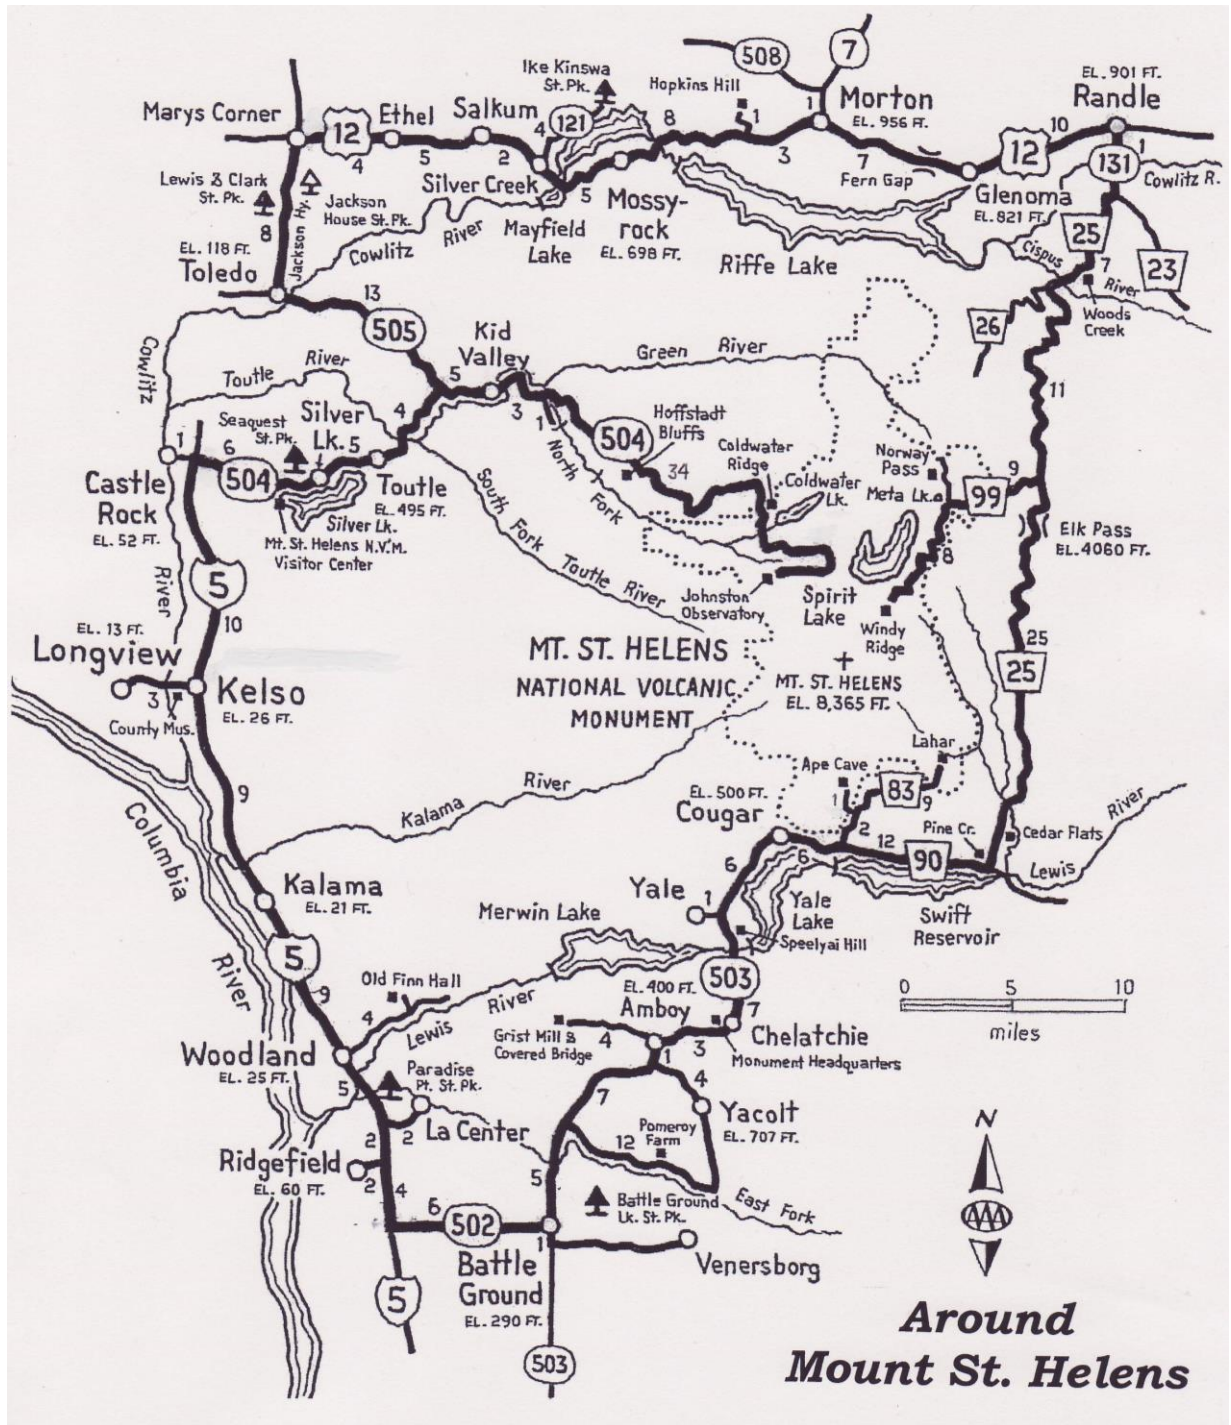 508
7
Ike Kinswa
St. Pk.
Hopkins Hill
EL. 901 FT.
Randle
Marys Corner
12
Ethel
Salkum
4
121
8
1
1
Morton
EL. 956 FT.
10
12
1
131
4
5
2
Silver Creek
5
3
7
Fern Gap
Glenoma
EL. 821 FT.
Cowlitz R.
Lewis & Clark
St. Pk.
8
Jackson Hy.
Jackson
House St. Pk.
Cowlitz
River
Mayfield
Lake
Mossy-
rock
EL. 698 FT.
Riffe Lake
25
23
Cispus
River
7
Woods
Creek
26
EL. 118 FT.
Toledo
13
505
Kid
Valley
Green River
11
Cowlitz
River
Toutle
River
5
3
1
4
Seaquest
St. Pk.
Silver
Lk.
5
1
6
504
Castle
Rock
EL. 52 FT.
Toutle
EL. 495 FT.
Silver Lk.
Mt. St. Helens N.V.M.
Visitor Center
North
Fork
South Fork
Toutle River
504
Hoffstadt
Bluffs
34
Coldwater
Ridge
Coldwater
Lk.
Norway
Pass
Meta Lk.
99
9
8
Elk Pass
EL. 4060 FT.
Johnston
Observatory
Spirit
Lake
Windy
Ridge
5
10
EL. 13 FT.
Longview
3
County Mus.
Kelso
EL. 26 FT.
MT. ST. HELENS
NATIONAL VOLCANIC
MONUMENT
MT. ST. HELENS
EL. 8,365 FT.
25
25
9
Columbia
River
Kalama
River
Lahar
Ape Cave
1
83
9
2
EL. 500 FT.
Cougar
6
12
90
Pine Cr.
Cedar Flats
Lewis
River
Kalama
EL. 21 FT.
6
Yale
1
Merwin Lake
Yale
Lake
Speelyai Hill
Swift
Reservoir
5
9
Old Finn Hall
4
Lewis
River
503
EL. 400 FT.
Amboy
7
Chelatchie
Monument Headquarters
Grist Mill &
Covered Bridge
4
3
1
0
5
10
miles
Woodland
EL. 25 FT.
5
Paradise
Pt. St. Pk.
7
4
Yacolt
EL. 707 FT.
2
2
La Center
Ridgefield
EL. 60 FT.
2
4
12
Pomeroy
Farm
5
Battle Ground
Lk. St. Pk.
East Fork
6
502
1
Battle
Ground
EL. 290 FT.
Venersborg
5
503
N
AAA
Around
Mount St. Helens